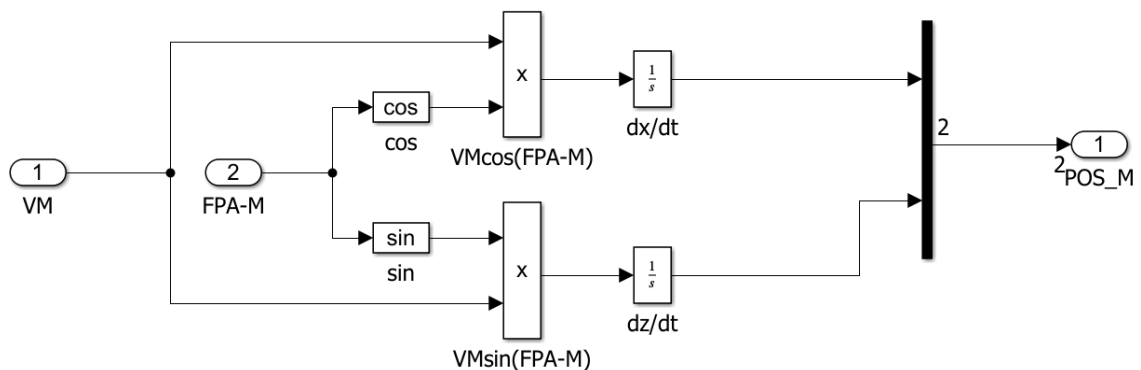 x
1
s
cos
cos
dx/dt
2
VMcos(FPA-M)
1
2
1
VM
FPA-M
2
POS_M
sin
x
1
s
sin
dz/dt
VMsin(FPA-M)